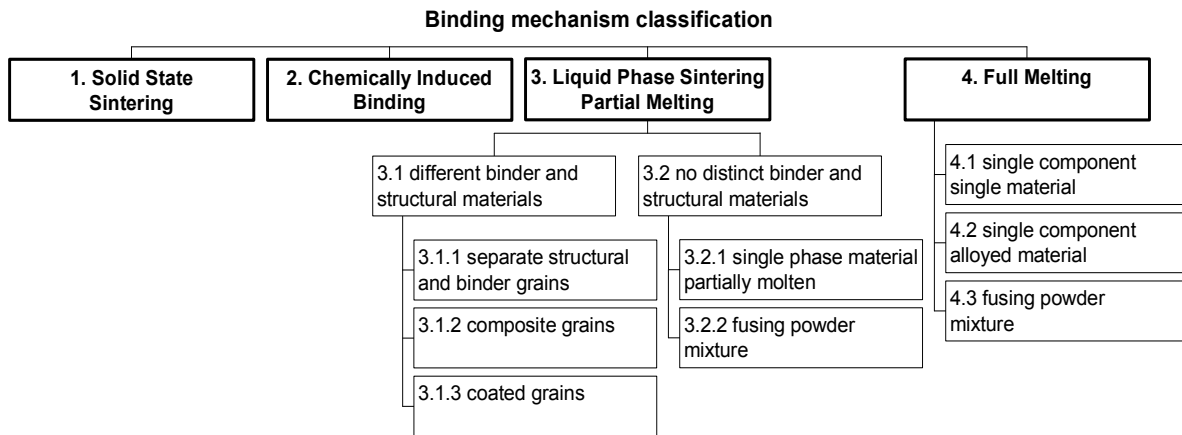 Binding mechanism classification
1. Solid State
Sintering
2. Chemically Induced
Binding
3. Liquid Phase Sintering
Partial Melting
4. Full Melting
3.1 different binder and
structural materials
3.1.1 separate structural
and binder grains
3.1.2 composite grains
3.1.3 coated grains
3.2 no distinct binder and
structural materials
3.2.1 single phase material
partially molten
3.2.2 fusing powder
mixture
4.1 single component
single material
4.2 single component
alloyed material
4.3 fusing powder
mixture